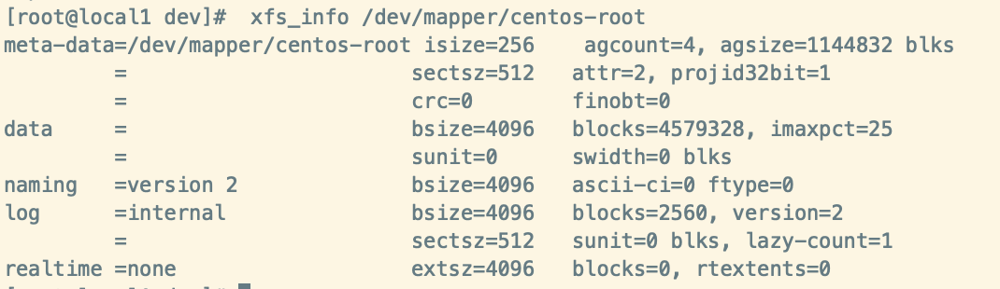 [root@local1 dev]#  xfs_info /dev/mapper/centos-root
meta-data=/dev/mapper/centos-root isize=256    agcount=4, agsize=1144832 blks
         =                       sectsz=512   attr=2, projid32bit=1
         =                       crc=0        finobt=0
data     =                       bsize=4096   blocks=4579328, imaxpct=25
         =                       sunit=0      swidth=0 blks
naming   =version 2              bsize=4096   ascii-ci=0 ftype=0
log      =internal               bsize=4096   blocks=2560, version=2
         =                       sectsz=512   sunit=0 blks, lazy-count=1
realtime =none                   extsz=4096   blocks=0, rtextents=0